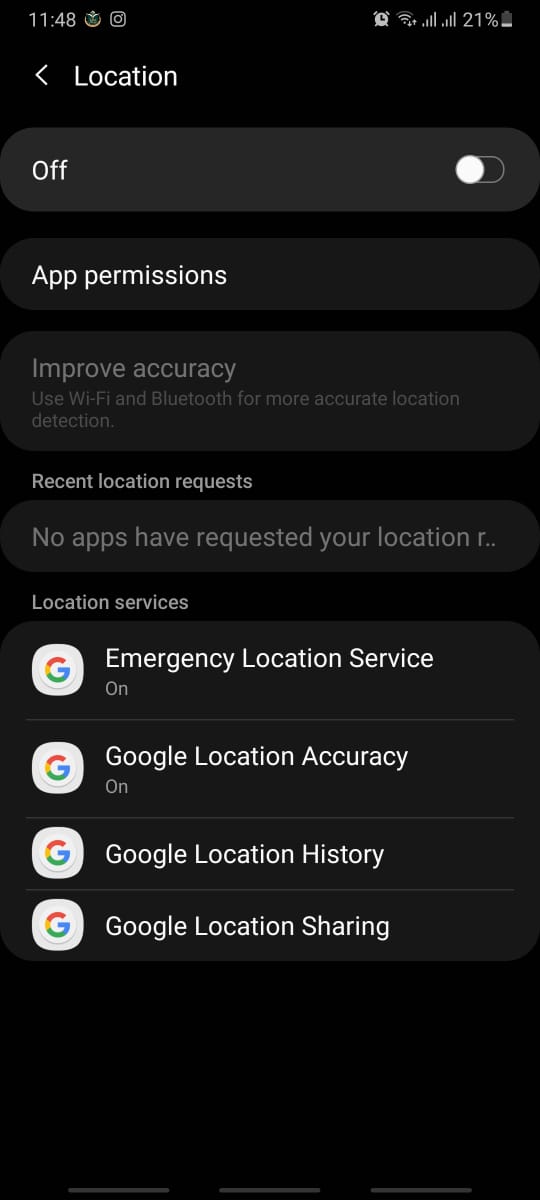 11:48
21%
Location
Off
App permissions
Improve accuracy
Use Wi-Fi and Bluetooth for more accurate location
detection.
Recent location requests
No apps have requested your location r..
Location services
Emergency Location Service
On
Google Location Accuracy
On
Google Location History
Google Location Sharing